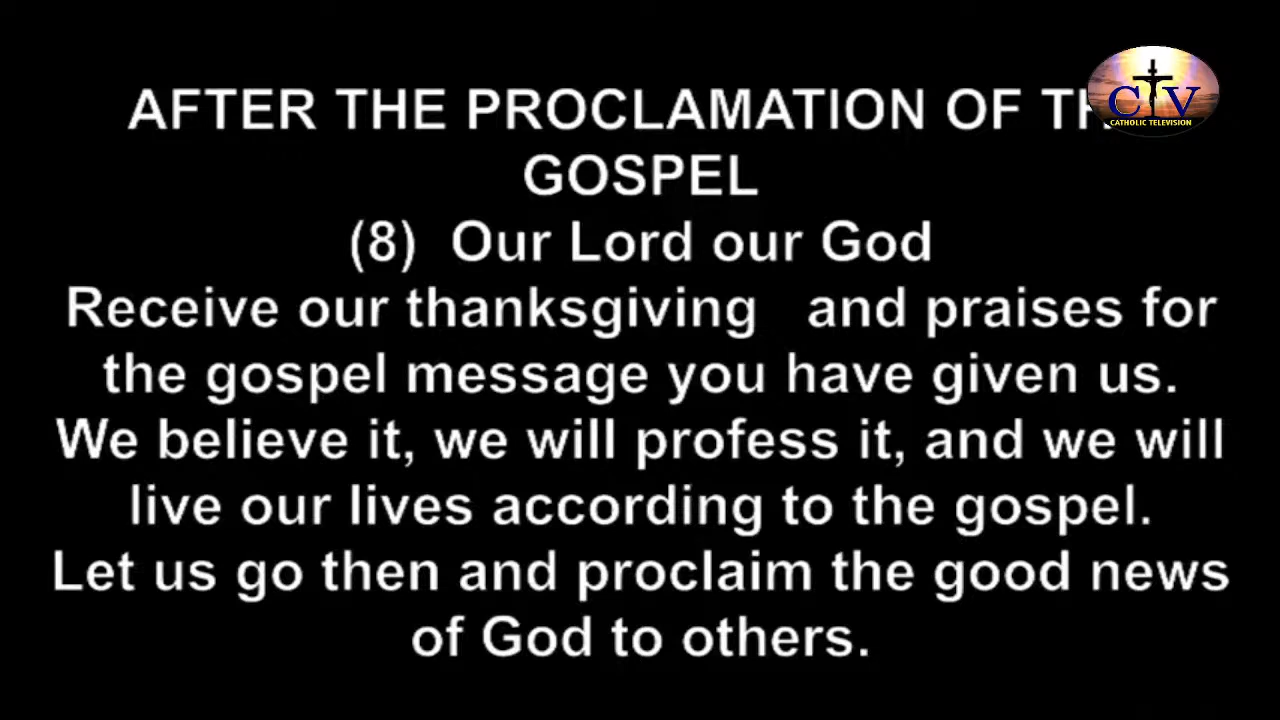 AFTER THE PROCLAMATION OF TH
GOSPEL
(8) Our Lord our God
Receive our thanksgiving and praises for
the gospel message you have given us.
We believe it, we will profess it, and we will
live our lives according to the gospel.
Let us go then and proclaim the good news
of God to others.
CTV
CATHOLIC TELEVISION